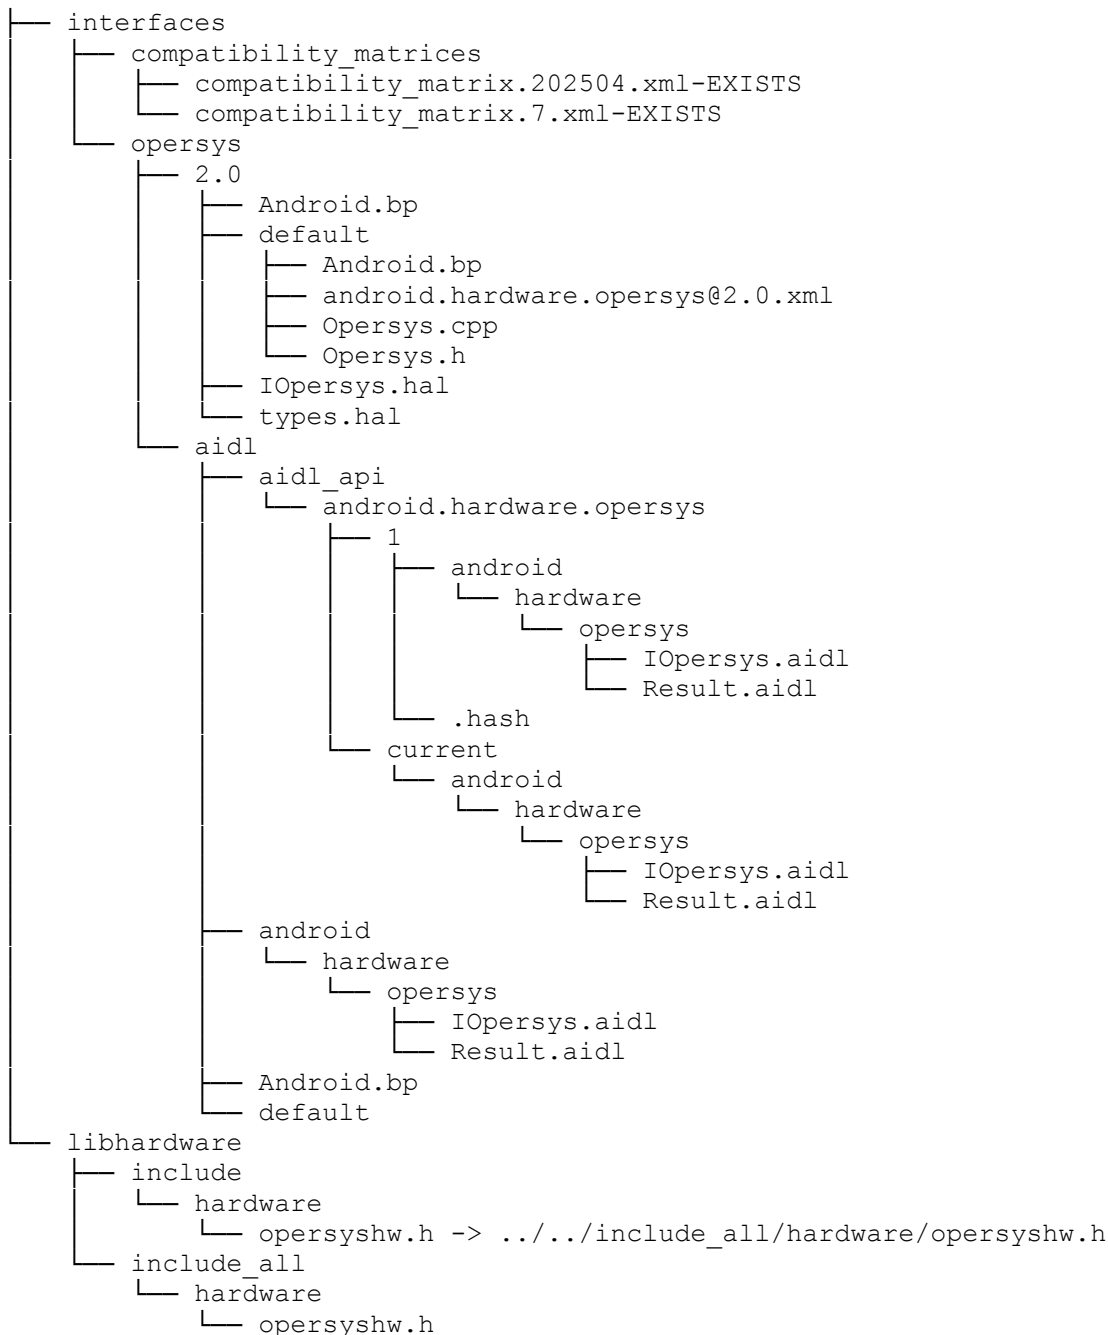 ├── interfaces
│   ├── compatibility_matrices
│   │   ├── compatibility_matrix.202504.xml-EXISTS
│   │   └── compatibility_matrix.7.xml-EXISTS
│   └── opersys
│       ├── 2.0
│       │   ├── Android.bp
│       │   ├── default
│       │   │   ├── Android.bp
│       │   │   ├── android.hardware.opersys@2.0.xml
│       │   │   ├── Opersys.cpp
│       │   │   └── Opersys.h
│       │   ├── IOpersys.hal
│       │   └── types.hal
│       └── aidl
│           ├── aidl_api
│           │   └── android.hardware.opersys
│           │       ├── 1
│           │       │   ├── android
│           │       │   │   └── hardware
│           │       │   │       └── opersys
│           │       │   │           ├── IOpersys.aidl
│           │       │   │           └── Result.aidl
│           │       │   └── .hash
│           │       └── current
│           │           └── android
│           │               └── hardware
│           │                   └── opersys
│           │                       ├── IOpersys.aidl
│           │                       └── Result.aidl
│           ├── android
│           │   └── hardware
│           │       └── opersys
│           │           ├── IOpersys.aidl
│           │           └── Result.aidl
│           ├── Android.bp
│           └── default
└── libhardware
    ├── include
    │   └── hardware
    │       └── opersyshw.h -> ../../include_all/hardware/opersyshw.h
    └── include_all
        └── hardware
            └── opersyshw.h